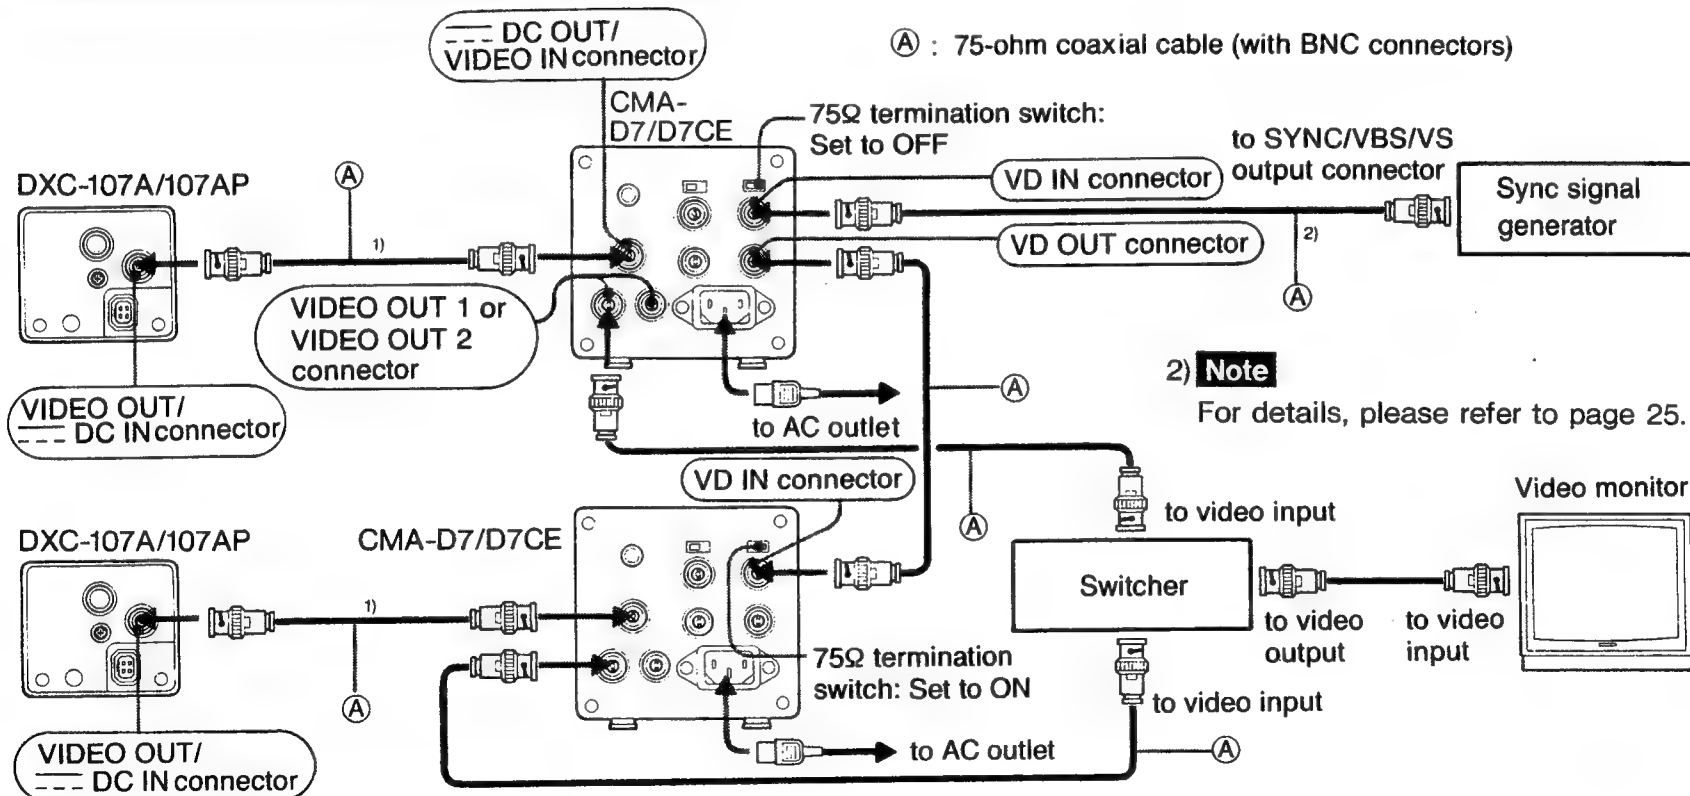 DC OUT/
VIDEO IN connector
Ⓐ : 75-ohm coaxial cable (with BNC connectors)
CMA-
D7/D7CE
75Ω termination switch:
Set to OFF
to SYNC/VBS/VS
output connector
DXC-107A/107AP
Ⓐ
1)
VD IN connector
Sync signal
generator
2)
VD OUT connector
Ⓐ
VIDEO OUT 1 or
VIDEO OUT 2
connector
2) Note
For details, please refer to page 25.
Ⓐ
VIDEO OUT/
DC IN connector
to AC outlet
VD IN connector
Ⓐ
to video input
Video monitor
DXC-107A/107AP
CMA-D7/D7CE
Switcher
1)
Ⓐ
to video
output
to video
input
75Ω termination
switch: Set to ON
to video input
VIDEO OUT/
DC IN connector
to AC outlet
Ⓐ